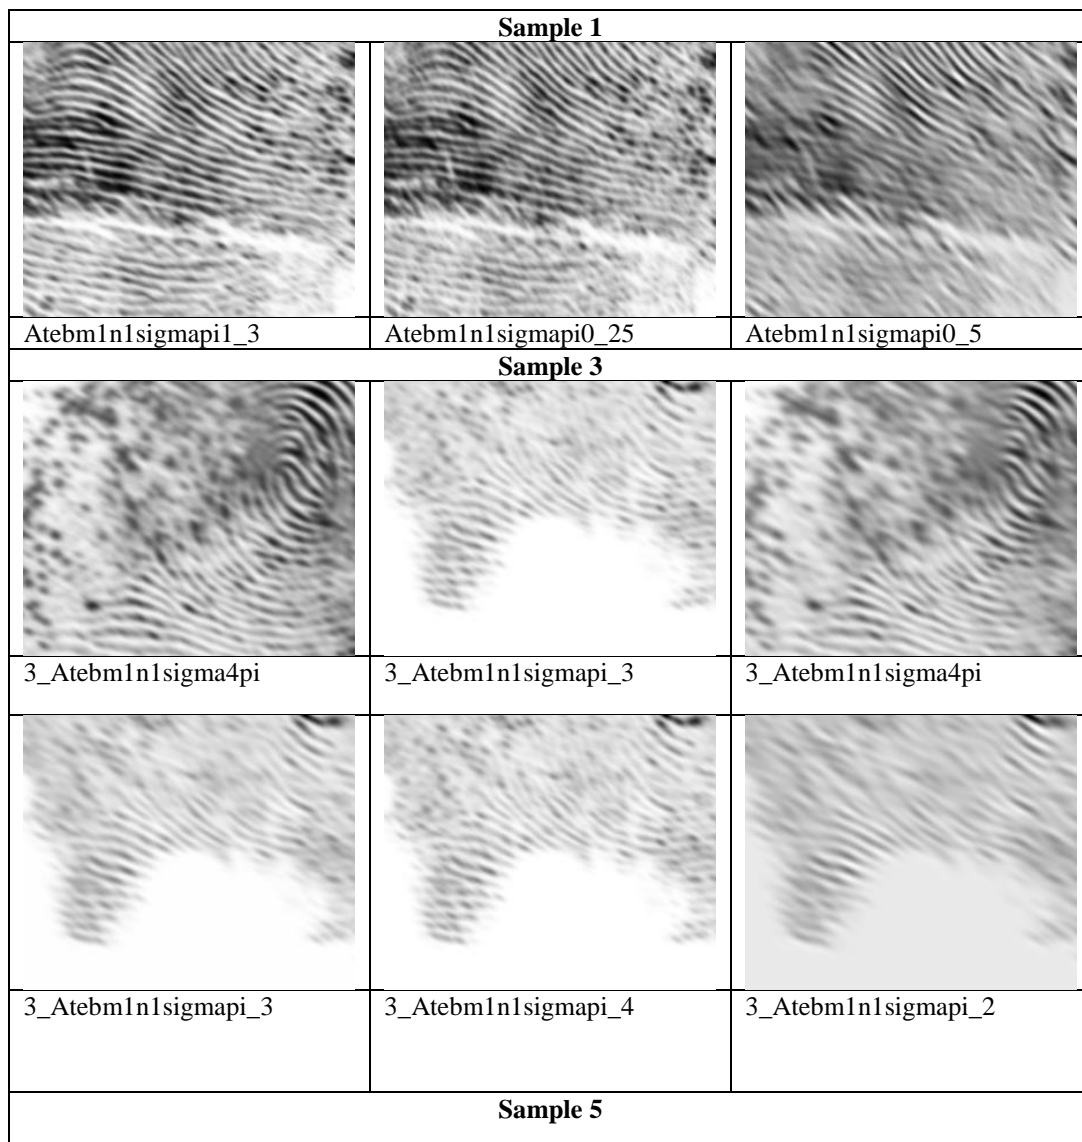 Sample 1
Atebm1n1sigmapi1_3 Atebm1n1sigmapi0_25 Atebm1n1sigmapi0_5
Sample 3
3_Atebm1n1sigma4pi 3_Atebm1n1sigmapi_3 3_Atebm1n1sigma4pi
3_Atebm1n1sigmapi_3 3_Atebm1n1sigmapi_4 3_Atebm1n1sigmapi_2
Sample 5